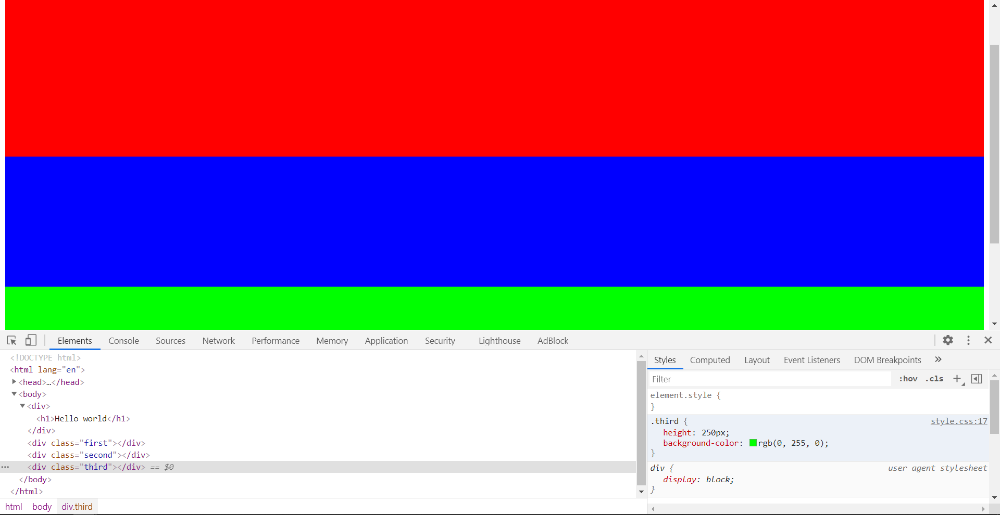 Elements Console Sources Network Performance Memory Application Security Lighthouse AdBlock
<!DOCTYPE html>
<html lang="en">
<head>…</head>
<body>
<div>
<h1>Hello world</h1>
</div>
<div class="first"></div>
<div class="second"></div>
<div class="third"></div> == $0
</body>
</html>
html body div.third
Styles Computed Layout Event Listeners DOM Breakpoints »
Filter :hov .cls +
element.style {
}
.third { style.css:17
height: 250px;
background-color: rgb(0, 255, 0);
}
div { user agent stylesheet
display: block;
}